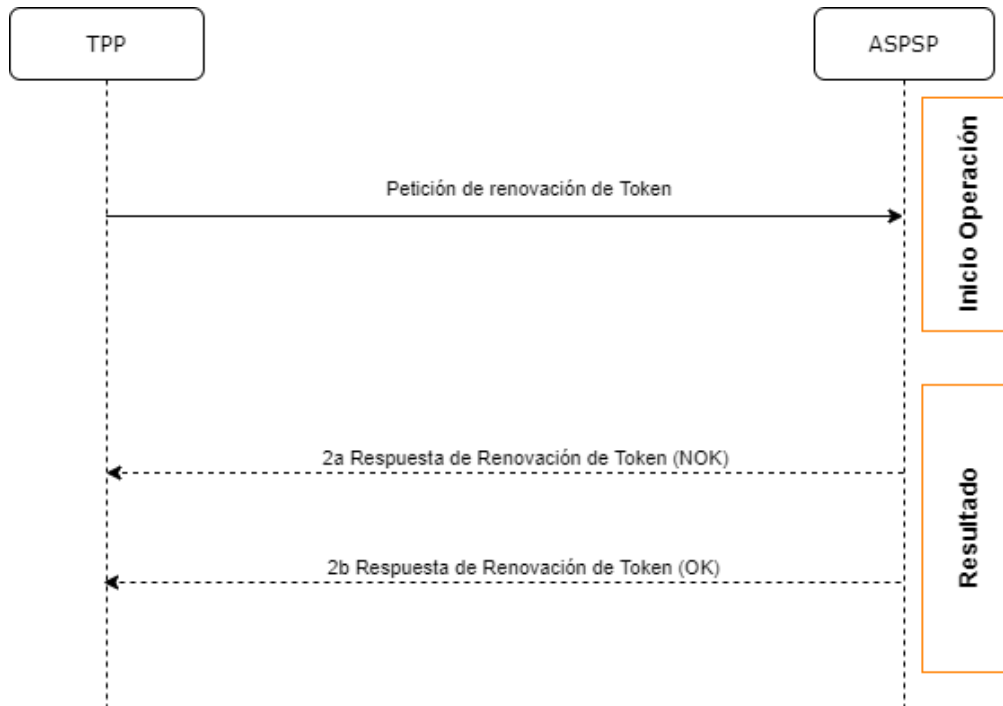 TPP
ASPSP
Petición de renovación de Token
Inicio Operación
2a Respuesta de Renovación de Token (NOK)
2b Respuesta de Renovación de Token (OK)
Resultado